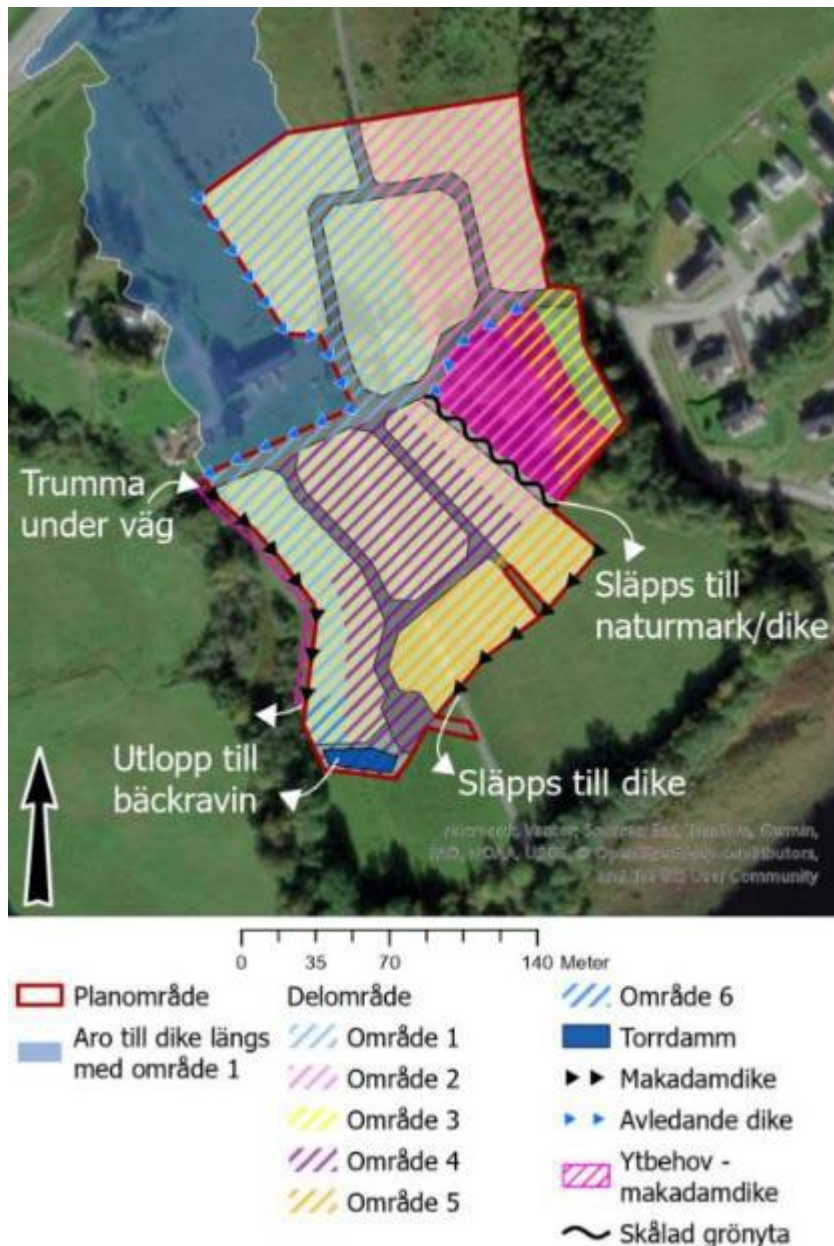 Trumma
under väg
Släpps till
naturmark/dike
Utlopp till
bäckravin
Släpps till dike
Community
0 35 70 140 Meter
Planområde
Aro till dike längs
med område 1
Delområde
Område 1
Område 2
Område 3
Område 4
Område 5
Område 6
Torrdamm
Makadamdike
Avledande dike
Ytbehov -
makadamdike
Skålad grönyta